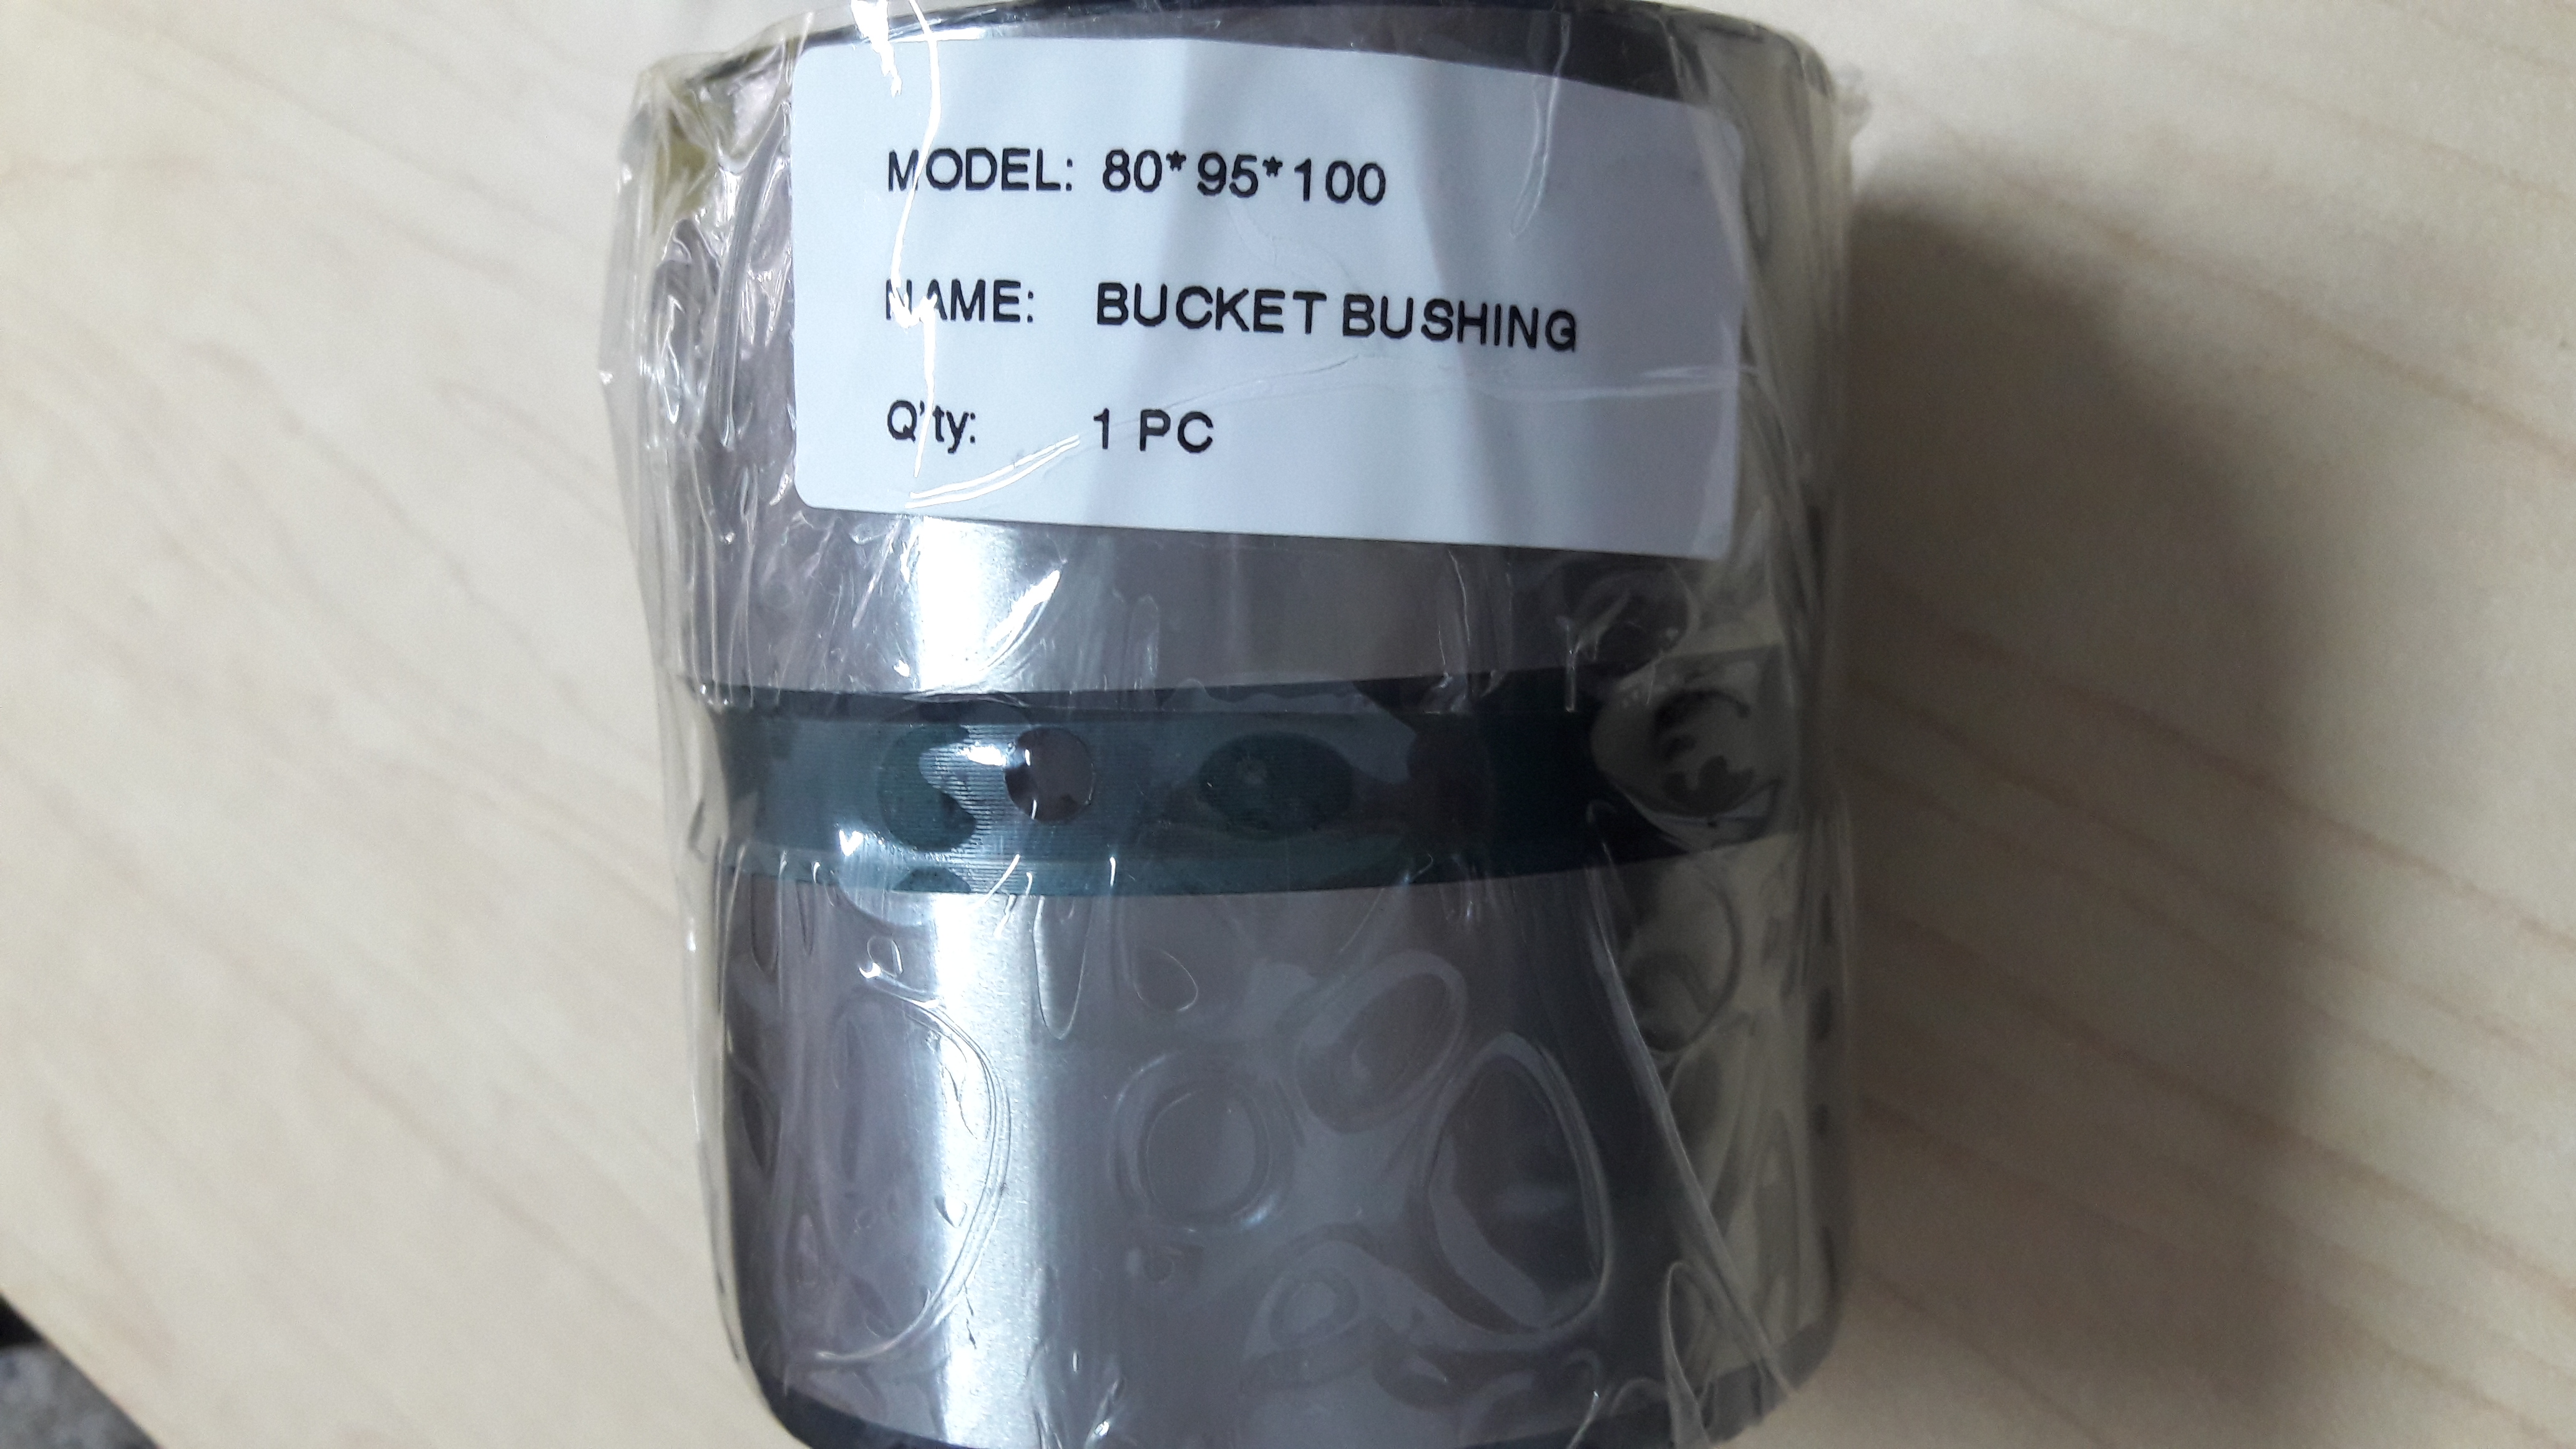 MODEL: 80*95*100
NAME: BUCKET BUSHING
Q'ty: 1 PC